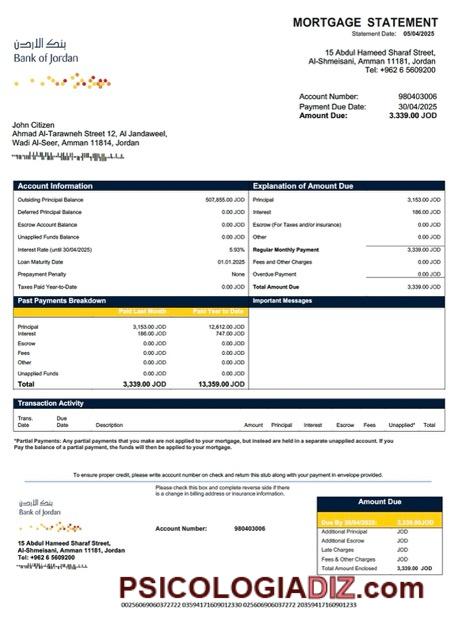 MORTGAGE STATEMENT
Statement Date: 05/04/2025
بنك الاردن
Bank of Jordan
15 Abdul Hameed Sharaf Street,
Al-Shmeisani, Amman 11181, Jordan
Tel: +962 6 5609200
Account Number: 980403006
Payment Due Date: 30/04/2025
Amount Due: 3.339.00 JOD
John Citizen
Ahmad Al-Tarawneh Street 12, Al Jandaweel,
Wadi Al-Seer, Amman 11814, Jordan
Account Information
Outsiding Principal Balance 507,855.00 JOD
Deferred Principal Balance 0.00 JOD
Escrow Account Balance 0.00 JOD
Unapplied Funds Balance 0.00 JOD
Interest Rate (until 30/04/2025) 5.93%
Loan Maturity Date 01.01.2025
Prepayment Penalty None
Taxes Paid Year-to-Date 0.00 JOD
Explanation of Amount Due
Principal 3,153.00 JOD
Interest 186.00 JOD
Escrow (For Taxes and/or insurance) 0.00 JOD
Other 0.00 JOD
Regular Monthly Payment 3,339.00 JOD
Fees and Other Charges 0.00 JOD
Overdue Payment 0.00 JOD
Total Amount Due 3,339.00 JOD
Past Payments Breakdown
Paid Last Month Paid Year to Date
Principal 3,153.00 JOD 12,612.00 JOD
Interest 186.00 JOD 747.00 JOD
Escrow 0.00 JOD 0.00 JOD
Fees 0.00 JOD 0.00 JOD
Other 0.00 JOD 0.00 JOD
Unapplied Funds 0.00 JOD 0.00 JOD
Total 3,339.00 JOD 13,359.00 JOD
Important Messages
Transaction Activity
Trans. Date Due Date Description Amount Principal Interest Escrow Fees Unapplied* Total
*Partial Payments: Any partial payments that you make are not applied to your mortgage, but instead are held in a separate unapplied account. If you
Pay the balance of a partial payment, the funds will then be applied to your mortgage.
To ensure proper credit, please write account number on check and return this stub along with your payment in envelope provided.
Please check this box and complete reverse side if there
is a change in billing address or insurance information.
بنك الاردن
Bank of Jordan
Account Number: 980403006
15 Abdul Hameed Sharaf Street,
Al-Shmeisani, Amman 11181, Jordan
Tel: +962 6 5609200
Amount Due
Due By 30/04/2025: 3,339.00JOD
Additional Principal JOD
Additional Escrow JOD
Late Charges JOD
Fees & Other Charges JOD
Total Amount Enclosed 3,339.00 JOD
PSICOLOGIADIZ.com
00256069060372722 03594171609012330 0256069060372272 20359417160901233